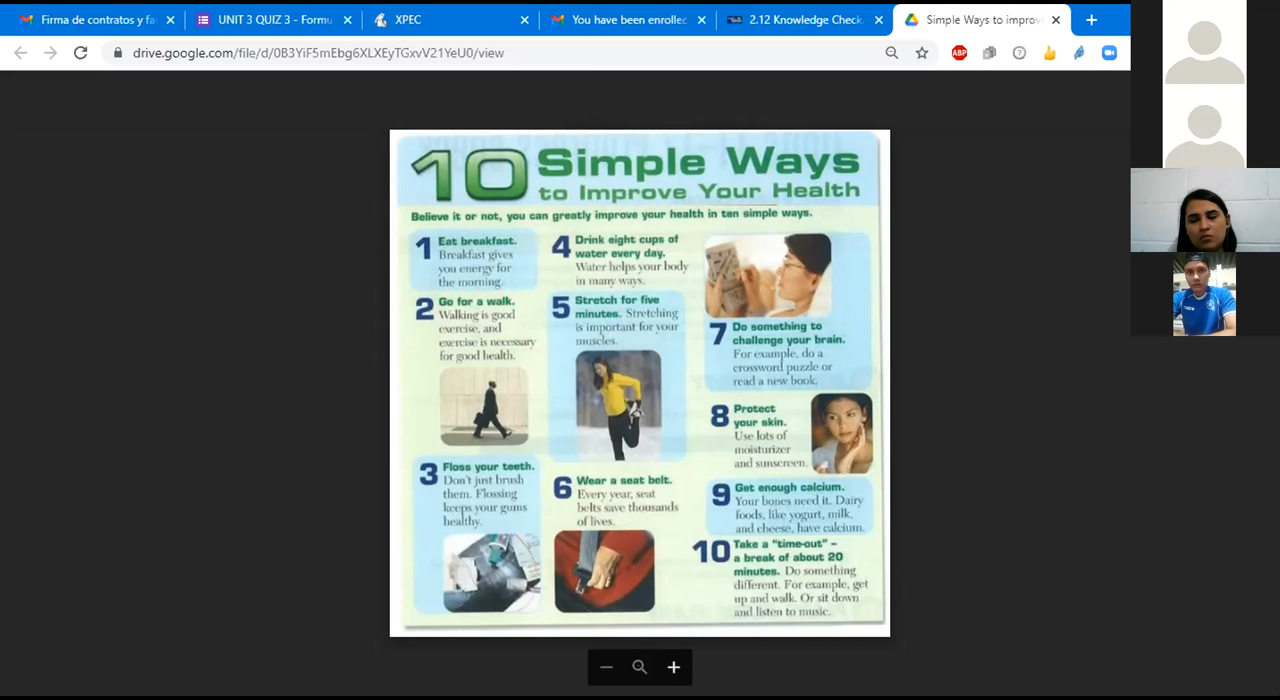 Firma de contratos y fa
UNIT 3 QUIZ 3 - Formu
XPEC
You have been enrolle
2.12 Knowledge Check
Simple Ways to improv
drive.google.com/file/d/0B3YiF5mEbg6XLXEyTGxvV21YeU0/view
ABP
10 Simple Ways
to Improve Your Health
Believe it or not, you can greatly improve your health in ten simple ways.
1 Eat breakfast.
Breakfast gives
you energy for
the morning.
2 Go for a walk.
Walking is good
exercise, and
exercise is necessary
for good health.
3 Floss your teeth.
Don't just brush
them. Flossing
keeps your gums
healthy.
4 Drink eight cups of
water every day.
Water helps your body
in many ways.
5 Stretch for five
minutes. Stretching
is important for your
muscles.
6 Wear a seat belt.
Every year, seat
belts save thousands
of lives.
7 Do something to
challenge your brain.
For example, do a
crossword puzzle or
read a new book.
8 Protect
your skin.
Use lots of
moisturizer
and sunscreen.
9 Get enough calcium.
Your bones need it. Dairy
foods, like yogurt, milk,
and cheese, have calcium.
10 Take a "time-out" –
a break of about 20
minutes. Do something
different. For example, get
up and walk. Or sit down
and listen to music.